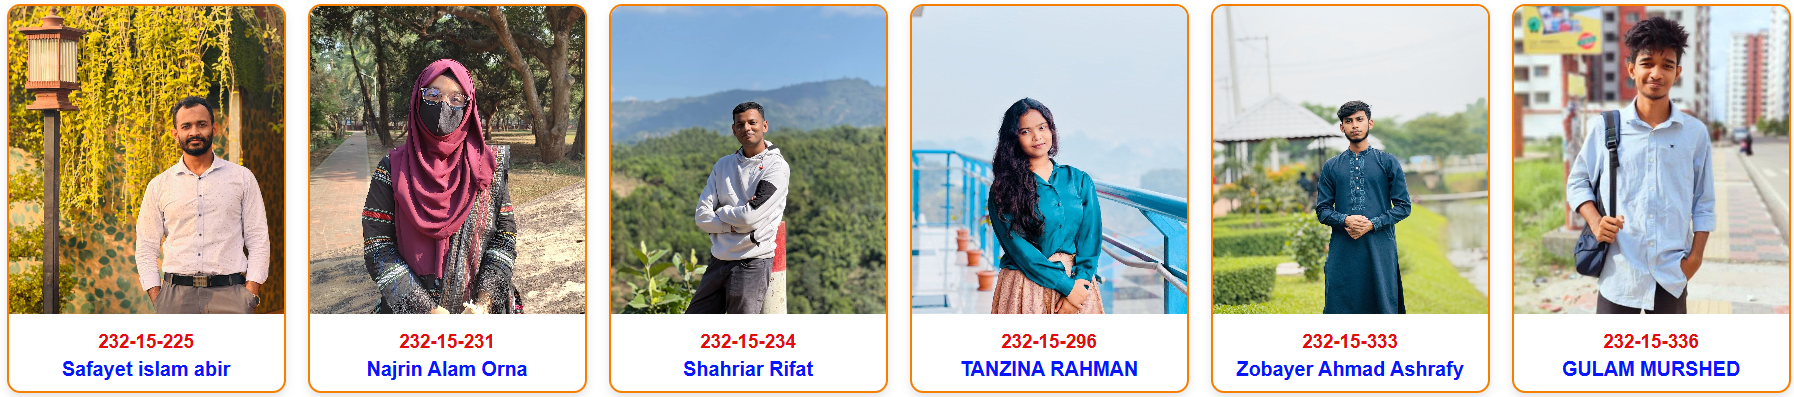 232-15-225
Safayet islam abir
232-15-231
Najrin Alam Orna
232-15-234
Shahriar Rifat
232-15-296
TANZINA RAHMAN
232-15-333
Zobayer Ahmad Ashrafy
232-15-336
GULAM MURSHED